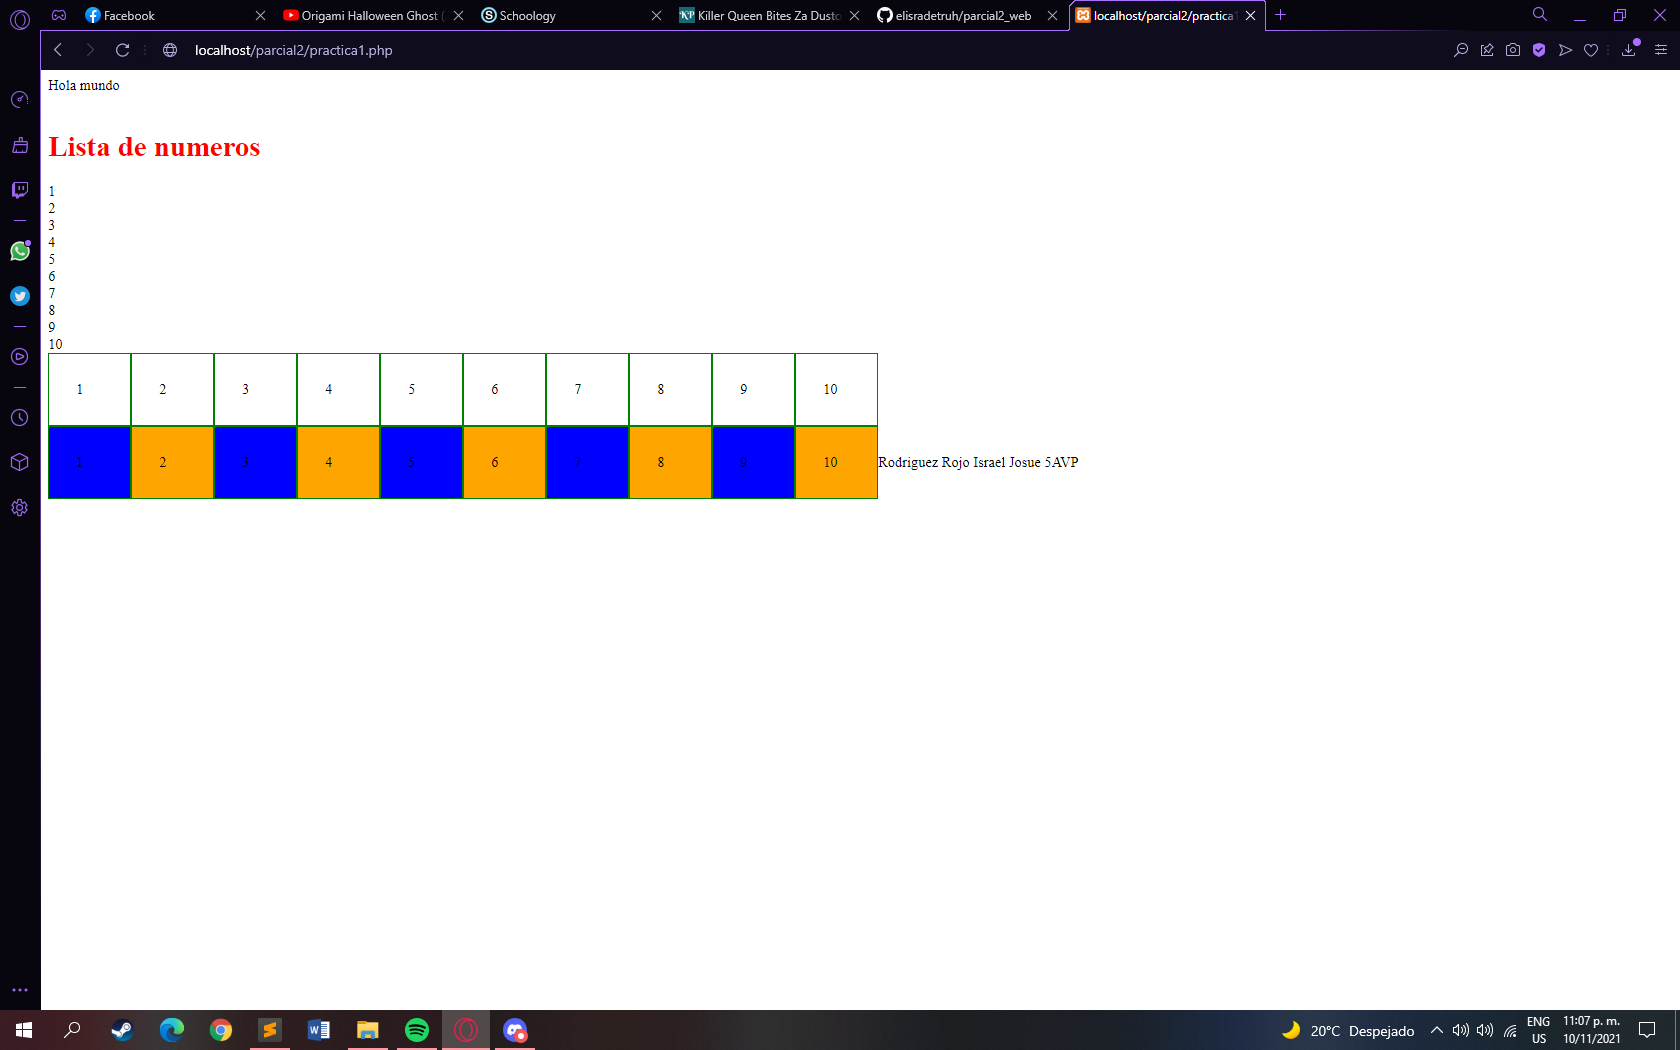 Facebook
Origami Halloween Ghost (
Schoology
Killer Queen Bites Za Dusto
elisradetruh/parcial2_web
localhost/parcial2/practica1
localhost/parcial2/practica1.php
Hola mundo
Lista de numeros
1
2
3
4
5
6
7
8
9
10
1 2 3 4 5 6 7 8 9 10
1 2 3 4 5 6 7 8 9 10 Rodriguez Rojo Israel Josue 5AVP
20°C Despejado
ENG
US
11:07 p. m.
10/11/2021